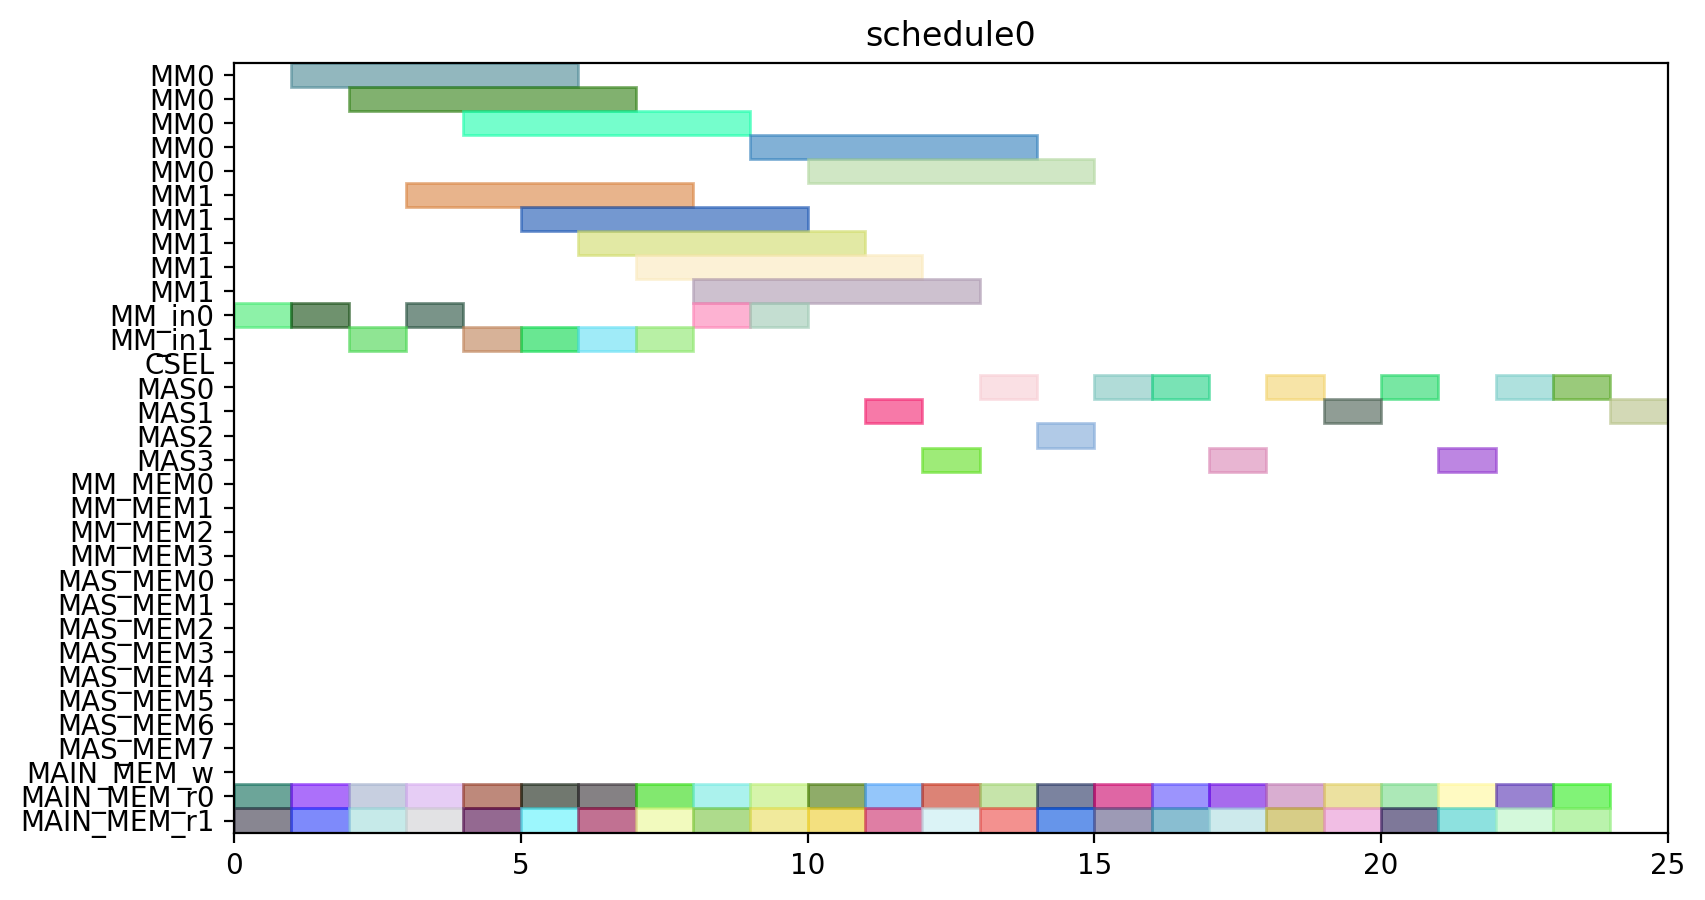 schedule0
MM0
MM0
MM0
MM0
MM0
MM1
MM1
MM1
MM1
MM1
MM_in0
MM_in1
CSEL
MAS0
MAS1
MAS2
MAS3
MM_MEM0
MM_MEM1
MM_MEM2
MM_MEM3
MAS_MEM0
MAS_MEM1
MAS_MEM2
MAS_MEM3
MAS_MEM4
MAS_MEM5
MAS_MEM6
MAS_MEM7
MAIN_MEM_w
MAIN_MEM_r0
MAIN_MEM_r1
0 5 10 15 20 25